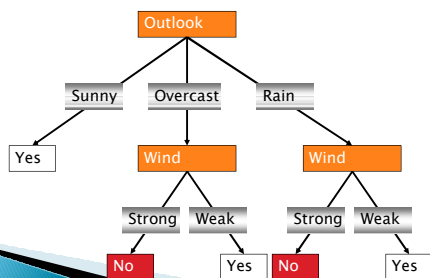 Outlook
Sunny Overcast Rain
Yes Wind Wind
Strong Weak Strong Weak
No Yes No Yes